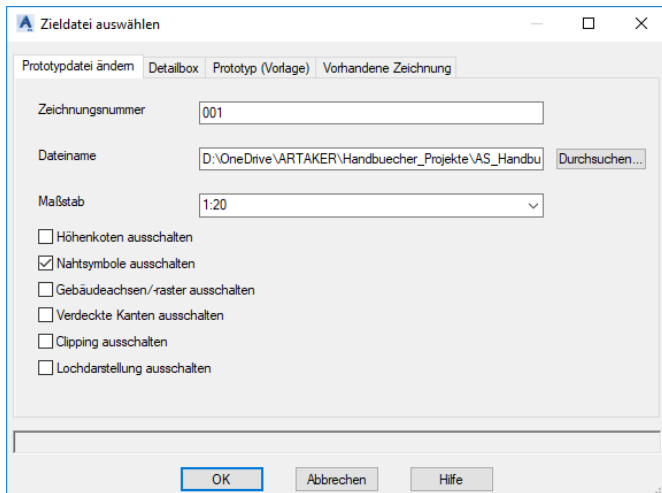 Zieldatei auswählen
Prototypdatei ändern Detailbox Prototyp (Vorlage) Vorhandene Zeichnung
Zeichnungsnummer 001
Dateiname D:\OneDrive\ARTAKER\Handbuecher_Projekte\AS_Handbu Durchsuchen...
Maßstab 1:20
Höhenkoten ausschalten
Nahtsymbole ausschalten
Gebäudeachsen/-raster ausschalten
Verdeckte Kanten ausschalten
Clipping ausschalten
Lochdarstellung ausschalten
OK Abbrechen Hilfe